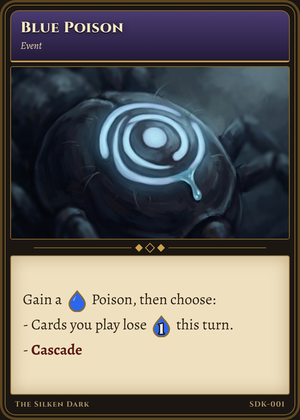 Blue Poison
Event
Gain a Poison, then choose:
- Cards you play lose 1 this turn.
- Cascade
The Silken Dark SDK-001